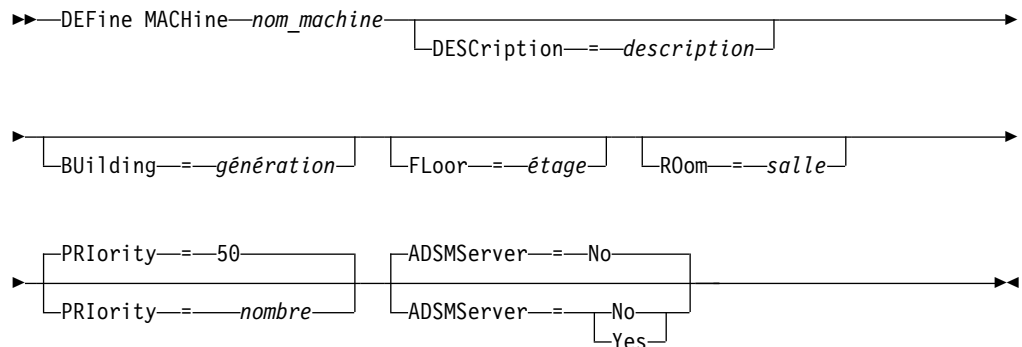 DEFine MACHine nom_machine
DESCription = description
BUilding = génération FLoor = étage ROom = salle
PRIority = 50 ADSMServer = No
PRIority = nombre ADSMServer = No
Yes